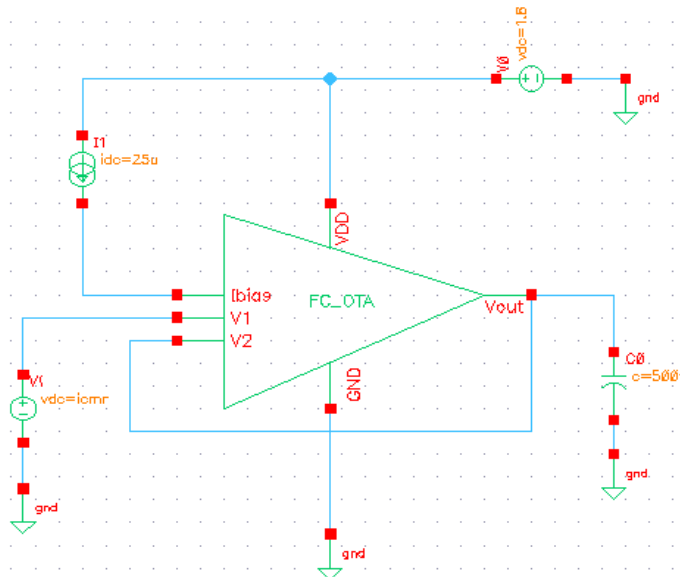 V0
vdc=1.8
gnd
I1
idc=25u
VDD
Ibias
FC_OTA
V1
Vout
V2
GND
C0
c=500
vdc=icmr
gnd
gnd
gnd